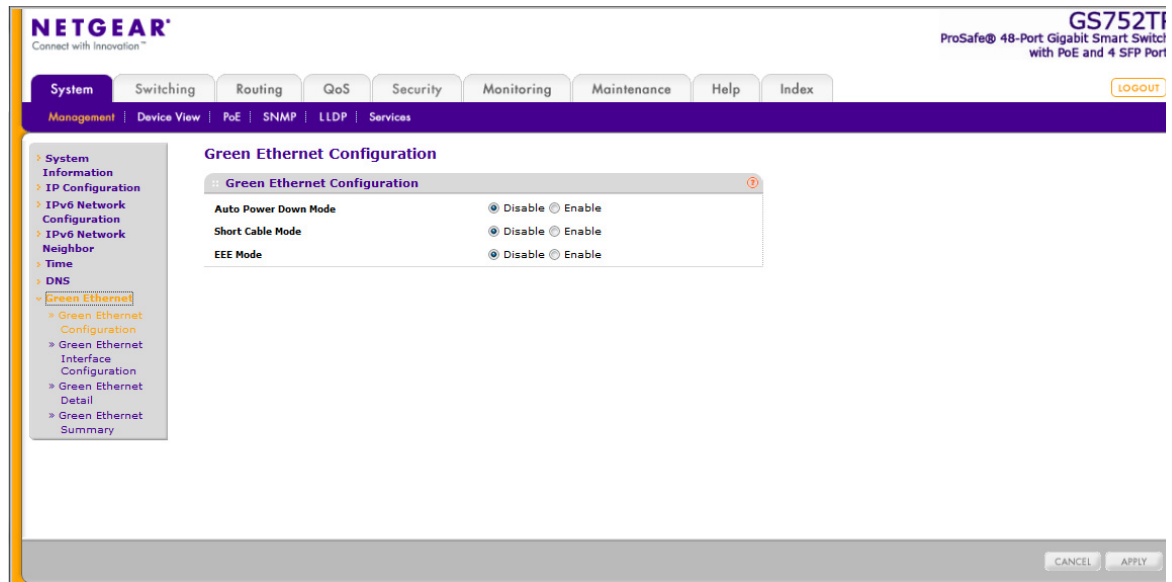 NETGEAR®
Connect with Innovation™
GS752TP
ProSafe® 48-Port Gigabit Smart Switch
with PoE and 4 SFP Port
System Switching Routing QoS Security Monitoring Maintenance Help Index
LOGOUT
Management Device View PoE SNMP LLDP Services
System
Information
IP Configuration
IPv6 Network
Configuration
IPv6 Network
Neighbor
Time
DNS
Green Ethernet
» Green Ethernet
Configuration
» Green Ethernet
Interface
Configuration
» Green Ethernet
Detail
» Green Ethernet
Summary
Green Ethernet Configuration
Green Ethernet Configuration ?
Auto Power Down Mode Disable Enable
Short Cable Mode Disable Enable
EEE Mode Disable Enable
CANCEL APPLY